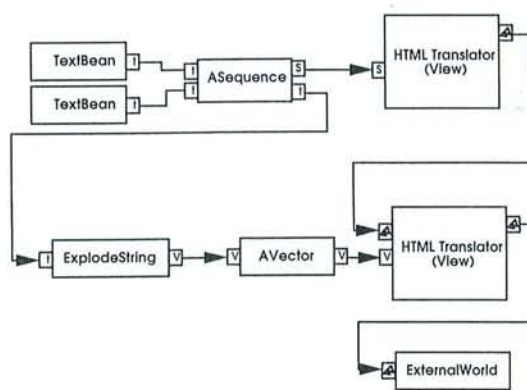 TextBean
t
t
ASequence
S
S
HTML Translator
(View)
TextBean
t
t
t
HTML Translator
(View)
t
ExplodeString
V
V
AVector
V
V
ExternalWorld